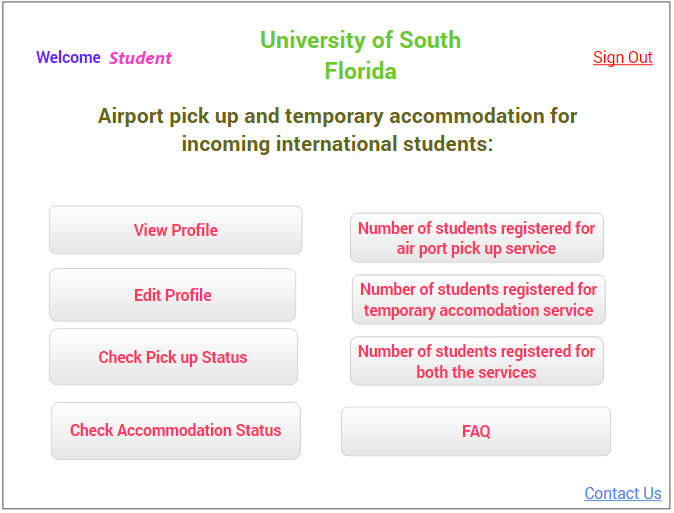 University of South
Florida
Welcome Student
Sign Out
Airport pick up and temporary accommodation for
incoming international students:
View Profile
Number of students registered for
air port pick up service
Edit Profile
Number of students registered for
temporary accomodation service
Check Pick up Status
Number of students registered for
both the services
Check Accommodation Status
FAQ
Contact Us